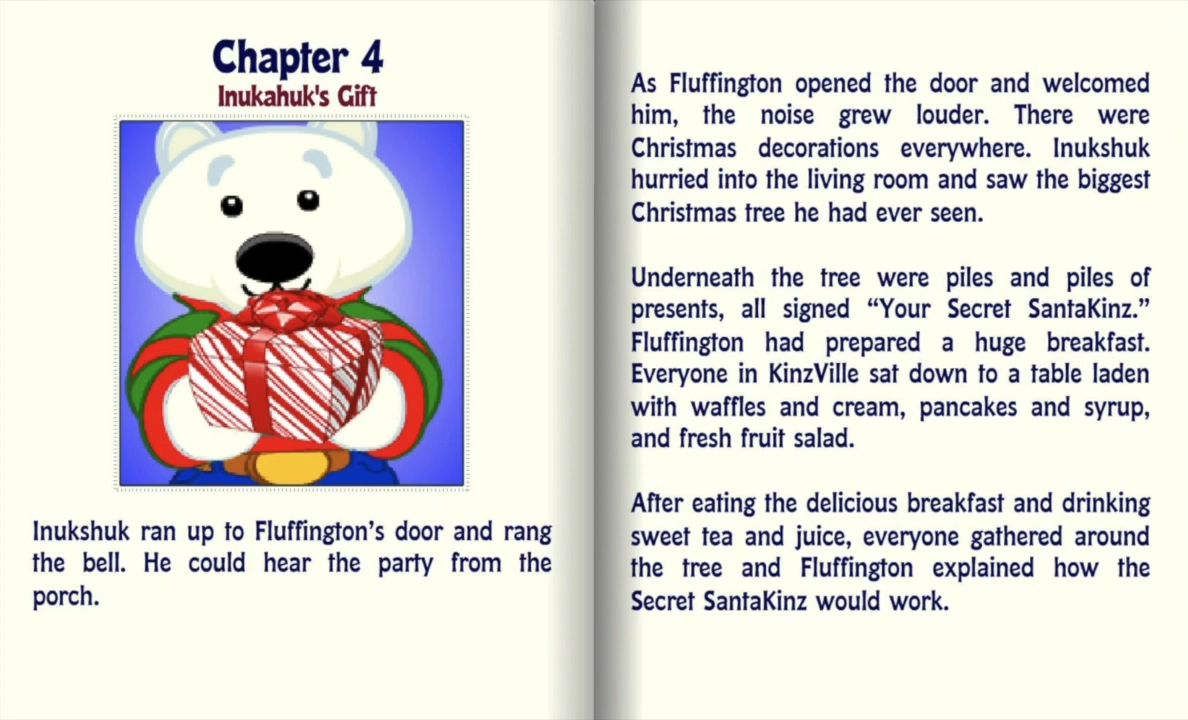 Chapter 4
Inukahuk's Gift
Inukshuk ran up to Fluffington’s door and rang
the bell. He could hear the party from the
porch.
As Fluffington opened the door and welcomed
him, the noise grew louder. There were
Christmas decorations everywhere. Inukshuk
hurried into the living room and saw the biggest
Christmas tree he had ever seen.
Underneath the tree were piles and piles of
presents, all signed “Your Secret SantaKinz.”
Fluffington had prepared a huge breakfast.
Everyone in KinzVille sat down to a table laden
with waffles and cream, pancakes and syrup,
and fresh fruit salad.
After eating the delicious breakfast and drinking
sweet tea and juice, everyone gathered around
the tree and Fluffington explained how the
Secret SantaKinz would work.